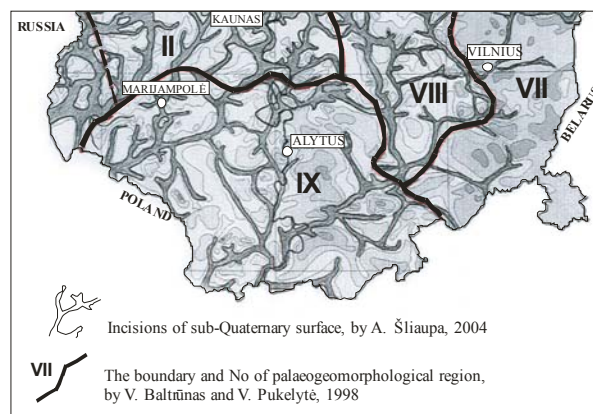 RUSSIA
KAUNAS
II
VILNIUS
MARIJAMPOLĖ
VIII
VII
BELARUS
ALYTUS
IX
POLAND
Incisions of sub-Quaternary surface, by A. Šliaupa, 2004
VII
The boundary and No of palaeogeomorphological region,
by V. Baltrūnas and V. Pukelytė, 1998